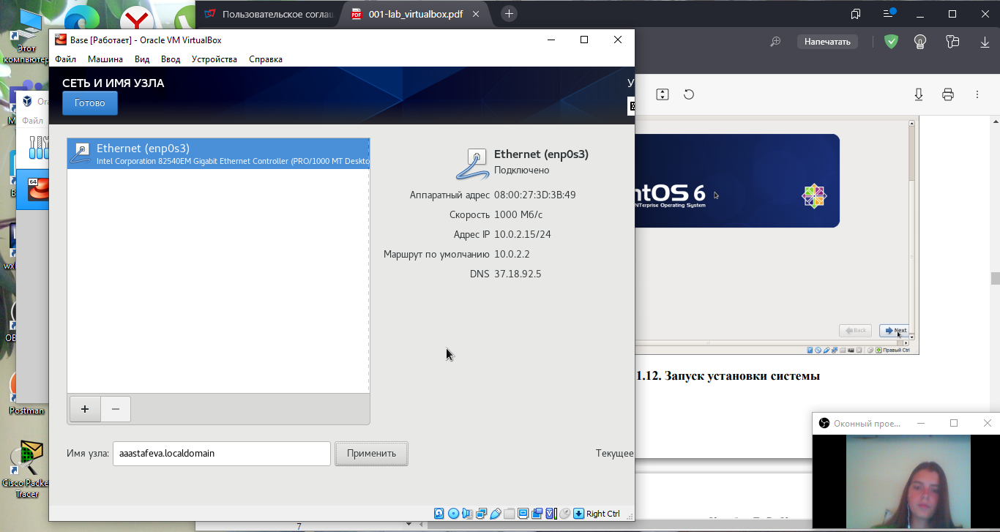 Пользовательское соглаш
001-lab_virtualbox.pdf
Напечатать
Этот
компьютер
Base [Работает] - Oracle VM VirtualBox
Файл Машина Вид Ввод Устройства Справка
СЕТЬ И ИМЯ УЗЛА
Готово
Ora
Файл
64
Ethernet (enp0s3)
Intel Corporation 82540EM Gigabit Ethernet Controller (PRO/1000 MT Deskto
Ethernet (enp0s3)
Подключено
Аппаратный адрес 08:00:27:3D:3B:49
Скорость 1000 Мб/с
Адрес IP 10.0.2.15/24
Маршрут по умолчанию 10.0.2.2
DNS 37.18.92.5
+ −
Имя узла: aaastafeva.localdomain Применить
Текущее
Right Ctrl
ntOS 6
NTerprise Operating System
Back Next
Правый Ctrl
1.12. Запуск установки системы
Оконный прое...
Postman
Cisco Packet
Tracer
7